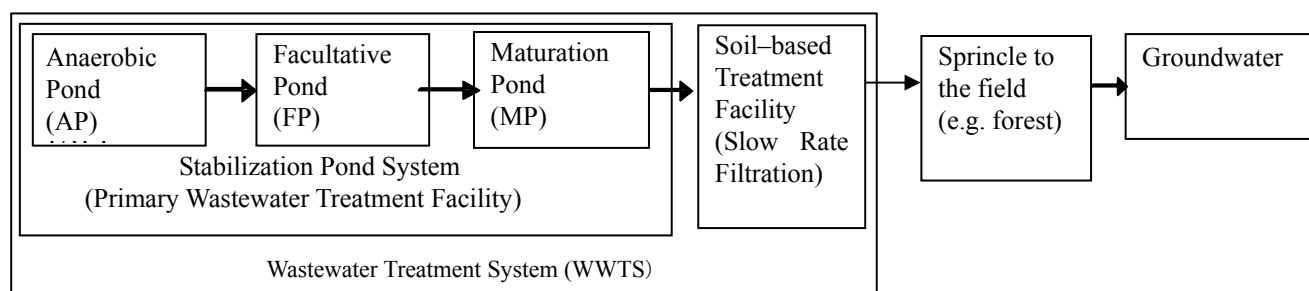 Anaerobic
Pond
(AP)
Facultative
Pond
(FP)
Maturation
Pond
(MP)
Stabilization Pond System
(Primary Wastewater Treatment Facility)
Soil–based
Treatment
Facility
(Slow Rate
Filtration)
Sprincle to
the field
(e.g. forest)
Groundwater
Wastewater Treatment System (WWTS)